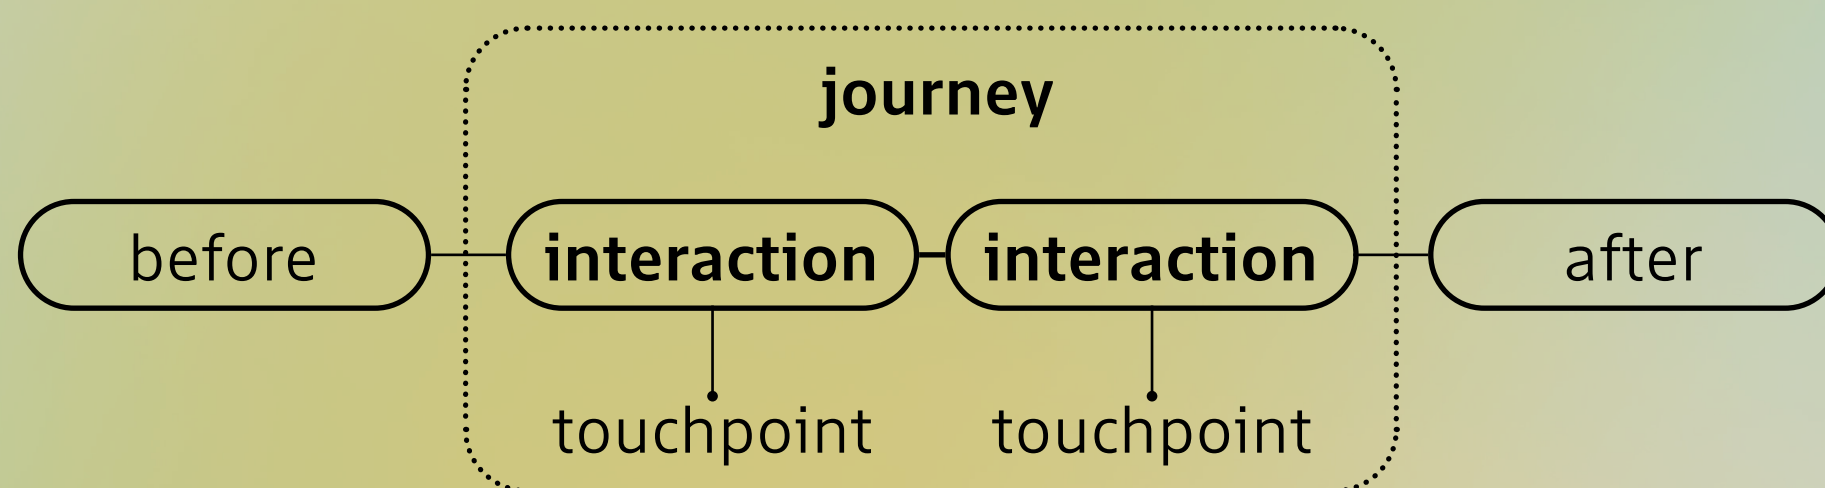 journey
before
interaction
interaction
after
touchpoint
touchpoint